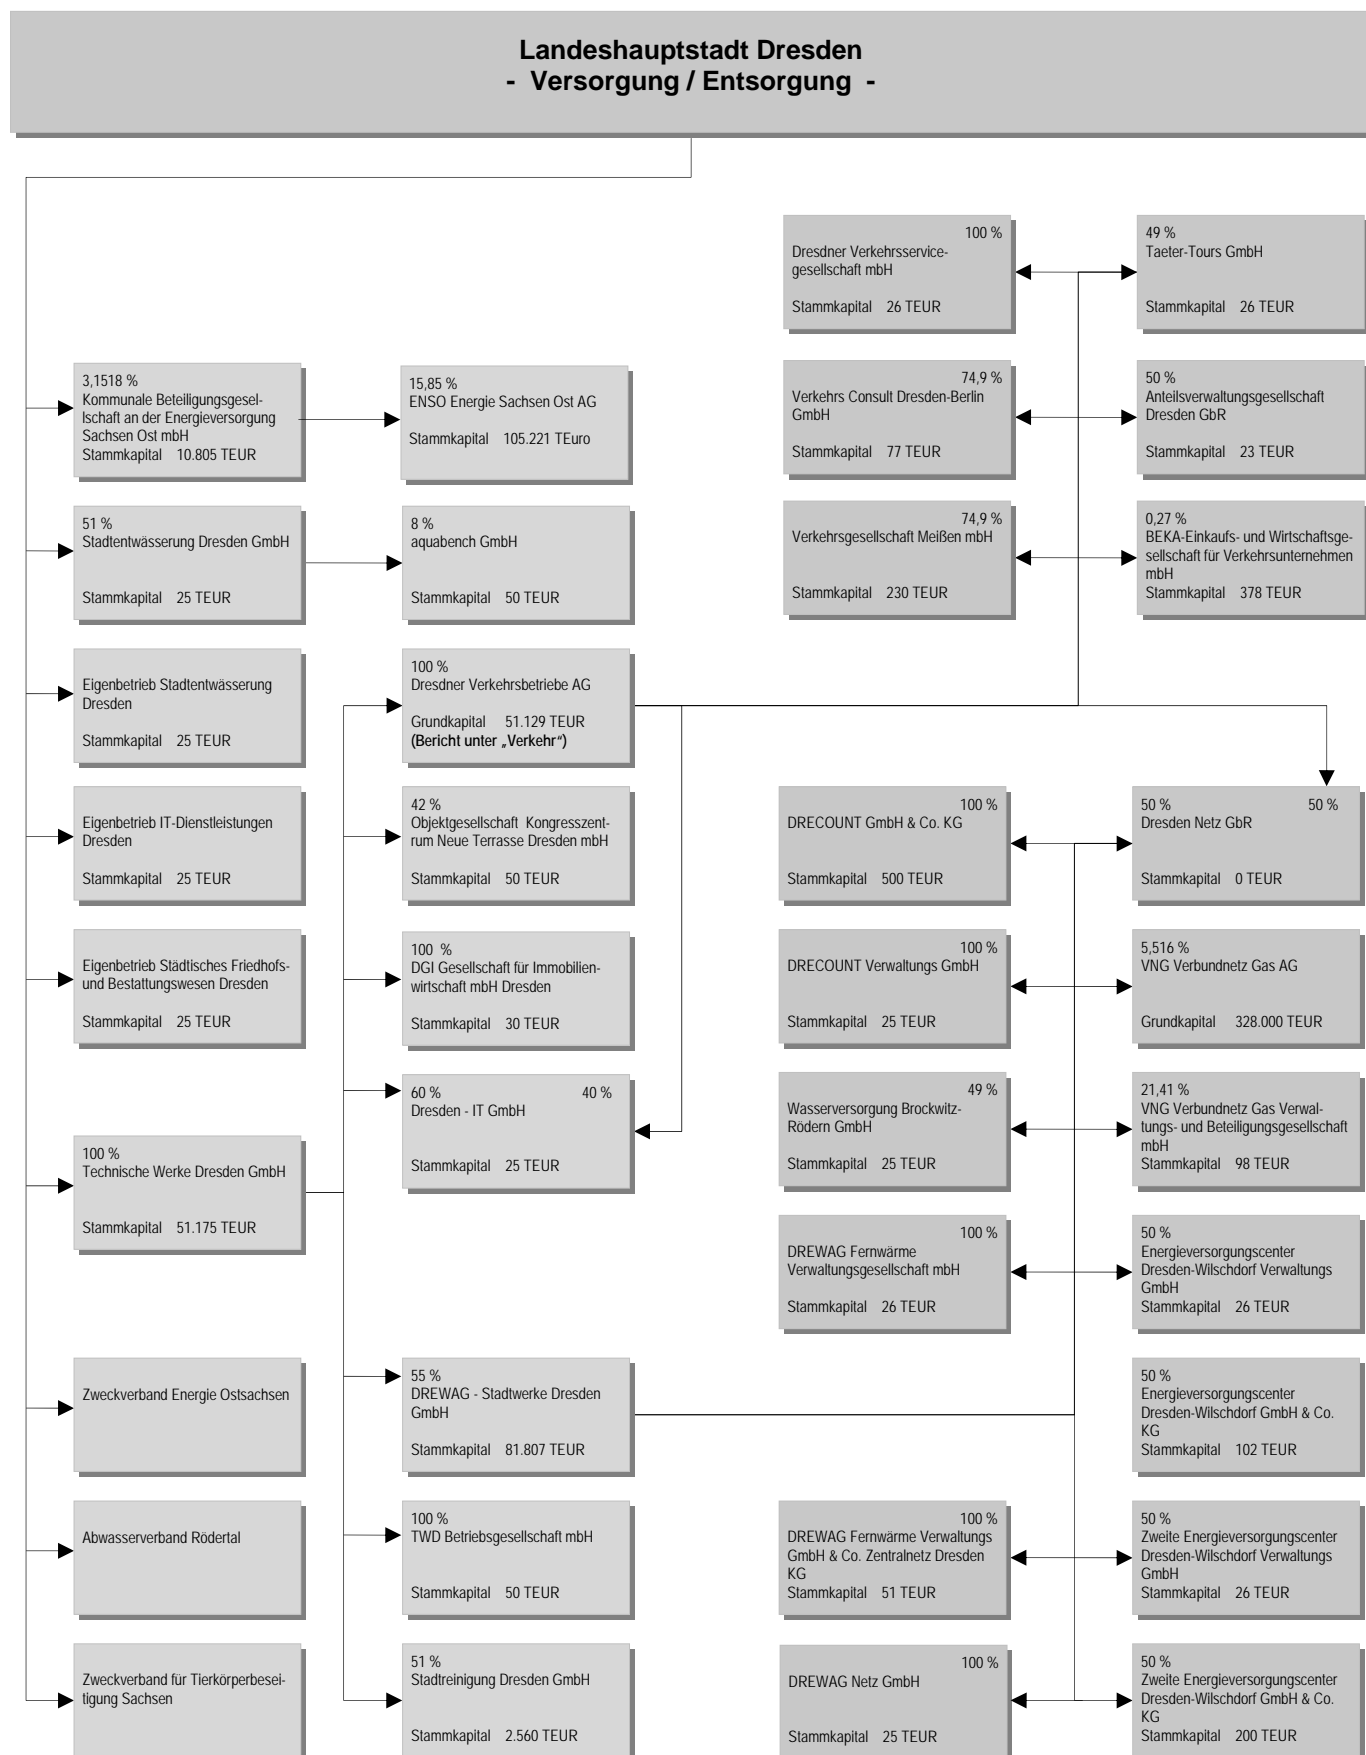 Landeshauptstadt Dresden
- Versorgung / Entsorgung -
3,1518 %
Kommunale Beteiligungsgesel-
lschaft an der Energieversorgung
Sachsen Ost mbH
Stammkapital 10.805 TEUR
51 %
Stadtentwässerung Dresden GmbH
Stammkapital 25 TEUR
Eigenbetrieb Stadtentwässerung
Dresden
Stammkapital 25 TEUR
Eigenbetrieb IT-Dienstleistungen
Dresden
Stammkapital 25 TEUR
Eigenbetrieb Städtisches Friedhofs-
und Bestattungswesen Dresden
Stammkapital 25 TEUR
100 %
Technische Werke Dresden GmbH
Stammkapital 51.175 TEUR
Zweckverband Energie Ostsachsen
Abwasserverband Rödertal
Zweckverband für Tierkörperbesei-
tigung Sachsen
15,85 %
ENSO Energie Sachsen Ost AG
Stammkapital 105.221 TEuro
8 %
aquabench GmbH
Stammkapital 50 TEUR
100 %
Dresdner Verkehrsbetriebe AG
Grundkapital 51.129 TEUR
(Bericht unter „Verkehr“)
42 %
Objektgesellschaft Kongresszent-
rum Neue Terrasse Dresden mbH
Stammkapital 50 TEUR
100 %
DGI Gesellschaft für Immobilien-
wirtschaft mbH Dresden
Stammkapital 30 TEUR
60 % 40 %
Dresden - IT GmbH
Stammkapital 25 TEUR
55 %
DREWAG - Stadtwerke Dresden
GmbH
Stammkapital 81.807 TEUR
100 %
TWD Betriebsgesellschaft mbH
Stammkapital 50 TEUR
51 %
Stadtreinigung Dresden GmbH
Stammkapital 2.560 TEUR
100 %
Dresdner Verkehrsservice-
gesellschaft mbH
Stammkapital 26 TEUR
74,9 %
Verkehrs Consult Dresden-Berlin
GmbH
Stammkapital 77 TEUR
74,9 %
Verkehrsgesellschaft Meißen mbH
Stammkapital 230 TEUR
100 %
DRECOUNT GmbH & Co. KG
Stammkapital 500 TEUR
100 %
DRECOUNT Verwaltungs GmbH
Stammkapital 25 TEUR
49 %
Wasserversorgung Brockwitz-
Rödern GmbH
Stammkapital 25 TEUR
100 %
DREWAG Fernwärme
Verwaltungsgesellschaft mbH
Stammkapital 26 TEUR
100 %
DREWAG Fernwärme Verwaltungs
GmbH & Co. Zentralnetz Dresden
KG
Stammkapital 51 TEUR
100 %
DREWAG Netz GmbH
Stammkapital 25 TEUR
49 %
Taeter-Tours GmbH
Stammkapital 26 TEUR
50 %
Anteilsverwaltungsgesellschaft
Dresden GbR
Stammkapital 23 TEUR
0,27 %
BEKA-Einkaufs- und Wirtschaftsge-
sellschaft für Verkehrsunternehmen
mbH
Stammkapital 378 TEUR
50 % 50 %
Dresden Netz GbR
Stammkapital 0 TEUR
5,516 %
VNG Verbundnetz Gas AG
Grundkapital 328.000 TEUR
21,41 %
VNG Verbundnetz Gas Verwal-
tungs- und Beteiligungsgesellschaft
mbH
Stammkapital 98 TEUR
50 %
Energieversorgungscenter
Dresden-Wilschdorf Verwaltungs
GmbH
Stammkapital 26 TEUR
50 %
Energieversorgungscenter
Dresden-Wilschdorf GmbH & Co.
KG
Stammkapital 102 TEUR
50 %
Zweite Energieversorgungscenter
Dresden-Wilschdorf Verwaltungs
GmbH
Stammkapital 26 TEUR
50 %
Zweite Energieversorgungscenter
Dresden-Wilschdorf GmbH & Co.
KG
Stammkapital 200 TEUR